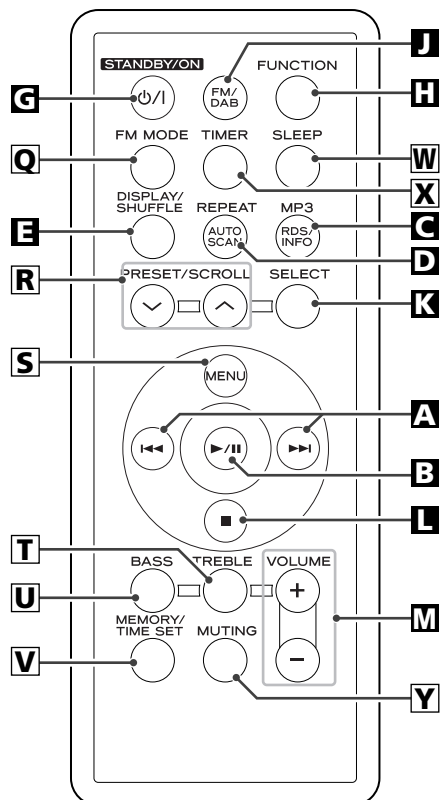 J
STANDBY/ON FUNCTION
G ⏻/I FM/ DAB H
FM MODE TIMER SLEEP
Q W
X
DISPLAY/ SHUFFLE REPEAT MP3
E AUTO SCAN RDS/ INFO C
D
R PRESET/SCROLL SELECT
K
S MENU
A
B
L
T BASS TREBLE VOLUME
U + M
MEMORY/ TIME SET MUTING
V −
Y